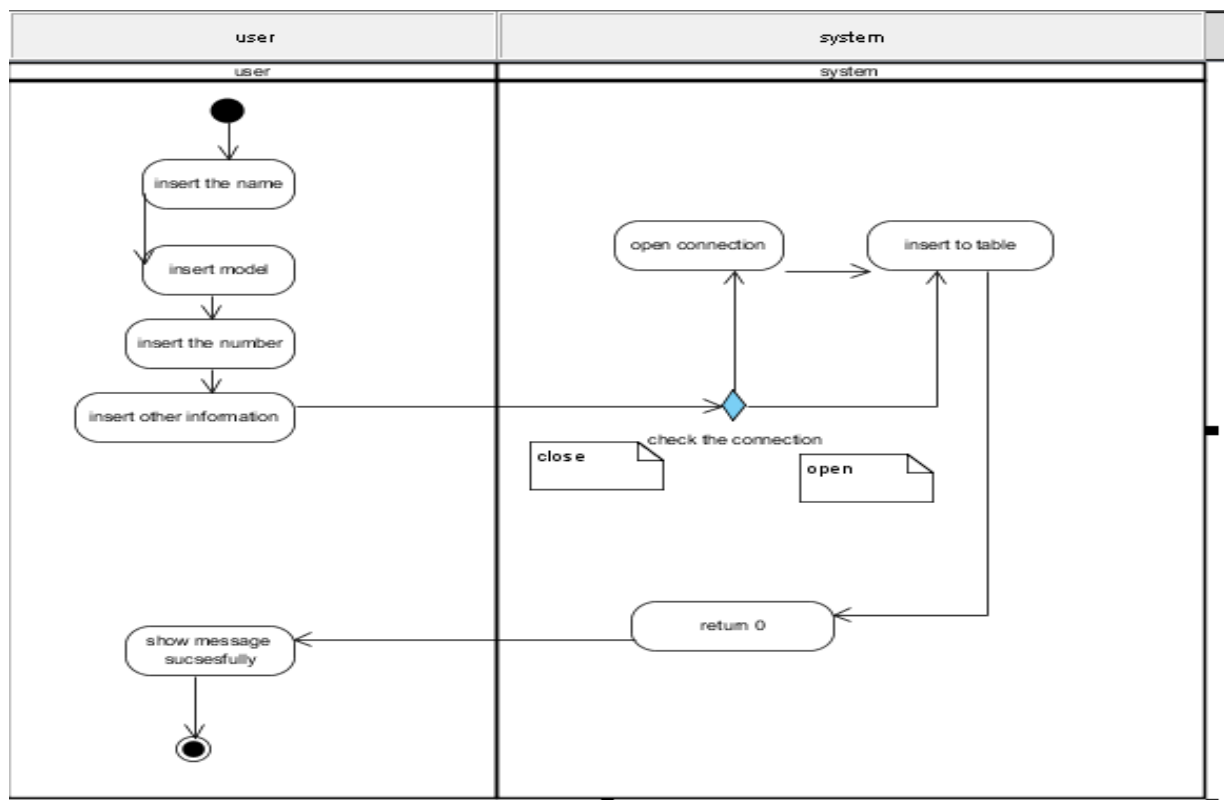 user
system
user
system
insert the name
insert model
insert the number
insert other information
open connection
insert to table
check the connection
close
open
return 0
show message
sucsesfully